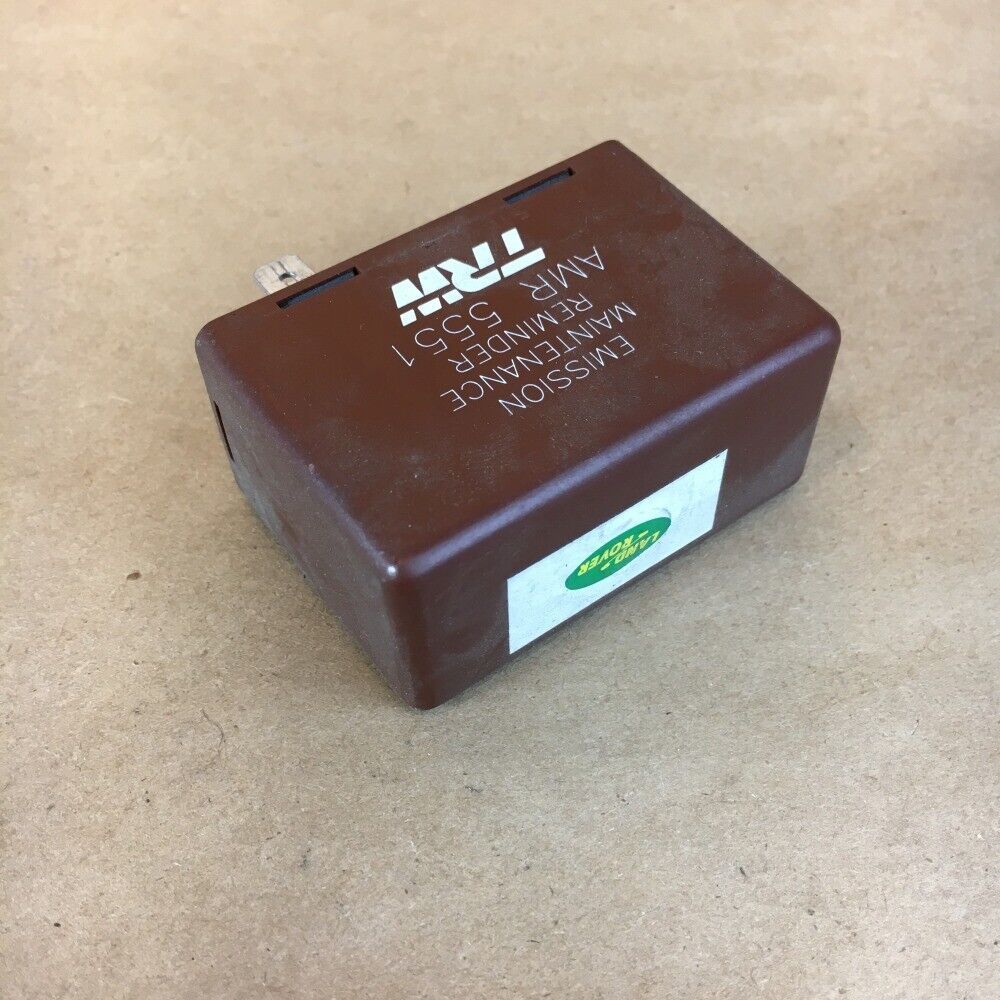 EMISSION
MAINTENANCE
REMINDER
AMR 5551
TRW
LAND
ROVER